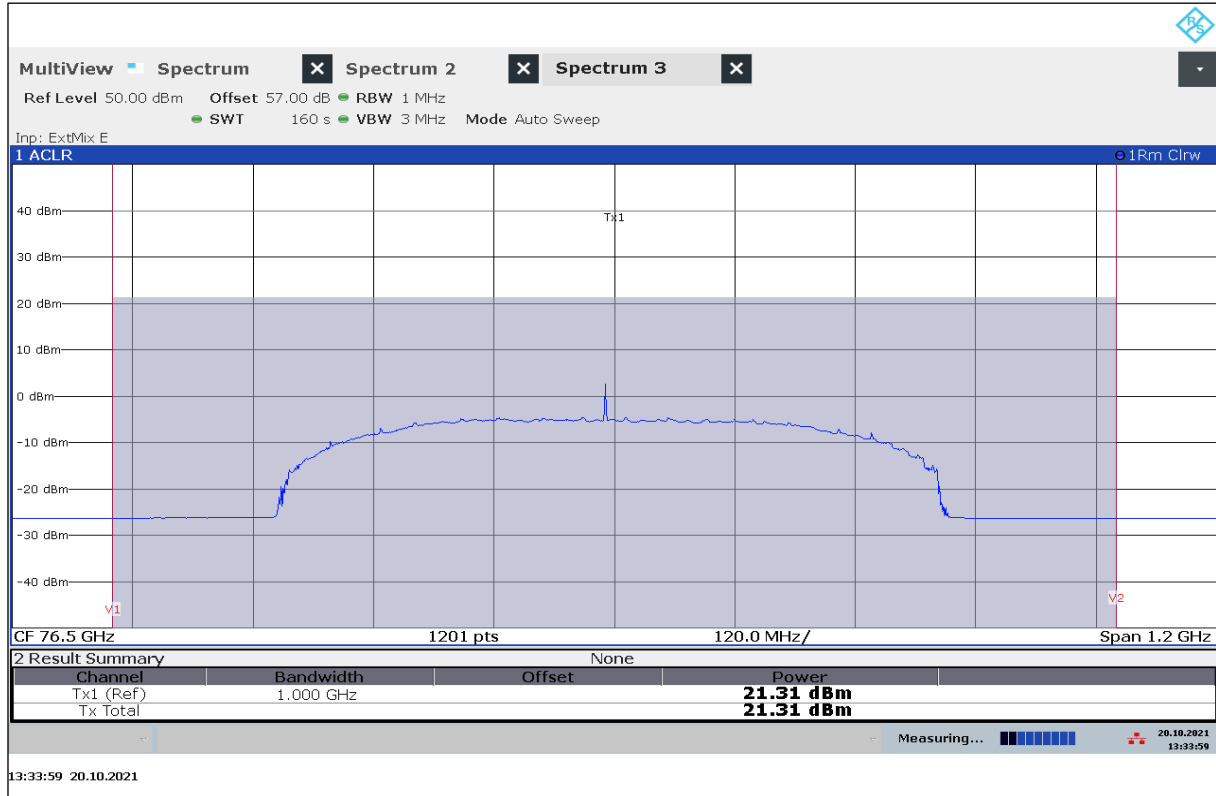 R&S
MultiView Spectrum X Spectrum 2 X Spectrum 3 X
Ref Level 50.00 dBm Offset 57.00 dB RBW 1 MHz
SWT 160 s VBW 3 MHz Mode Auto Sweep
Inp: ExtMix E
1 ACLR 1Rm Clrw
40 dBm
Tx1
30 dBm
20 dBm
10 dBm
0 dBm
-10 dBm
-20 dBm
-30 dBm
-40 dBm
V1 V2
CF 76.5 GHz 1201 pts 120.0 MHz/ Span 1.2 GHz
2 Result Summary None
Channel Bandwidth Offset Power
Tx1 (Ref) 1.000 GHz 21.31 dBm
Tx Total 21.31 dBm
Measuring... 20.10.2021
13:33:59
13:33:59 20.10.2021